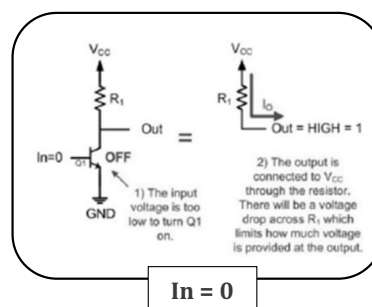 Vcc
Vcc
R1
R1
Io
Out
=
Out = HIGH = 1
In=0
Q1
OFF
1) The input
voltage is too
low to turn Q1
on.
GND
2) The output is
connected to Vcc
through the resistor.
There will be a voltage
drop across R1 which
limits how much voltage
is provided at the output.
In = 0